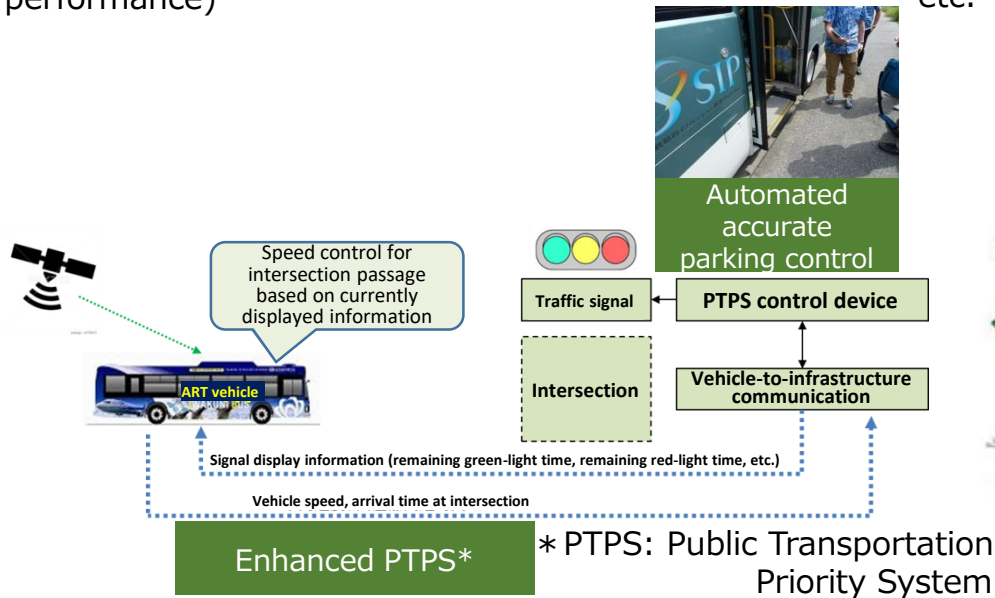 performance)
etc.
SIP
Automated
accurate
parking control
Speed control for
intersection passage
based on currently
displayed information
Traffic signal
PTPS control device
ART vehicle
BUS
Intersection
Vehicle-to-infrastructure
communication
Signal display information (remaining green-light time, remaining red-light time, etc.)
Vehicle speed, arrival time at intersection
Enhanced PTPS*
* PTPS: Public Transportation
Priority System